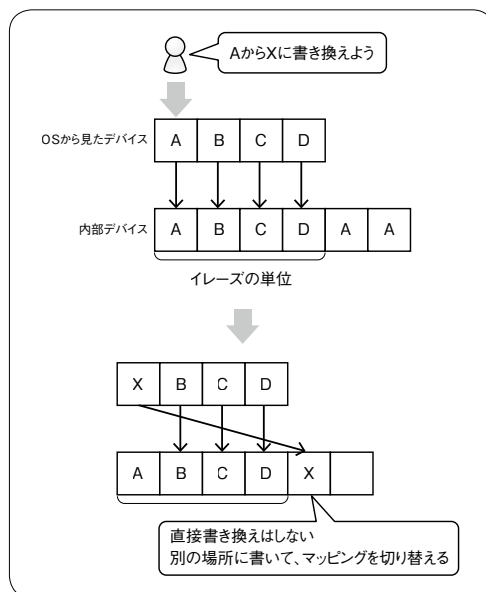 AからXに書き換えよう
OSから見たデバイス
A B C D
内部デバイス
A B C D A A
イレーズの単位
X B C D
A B C D X
直接書き換えはしない
別の場所に書いて、マッピングを切り替える